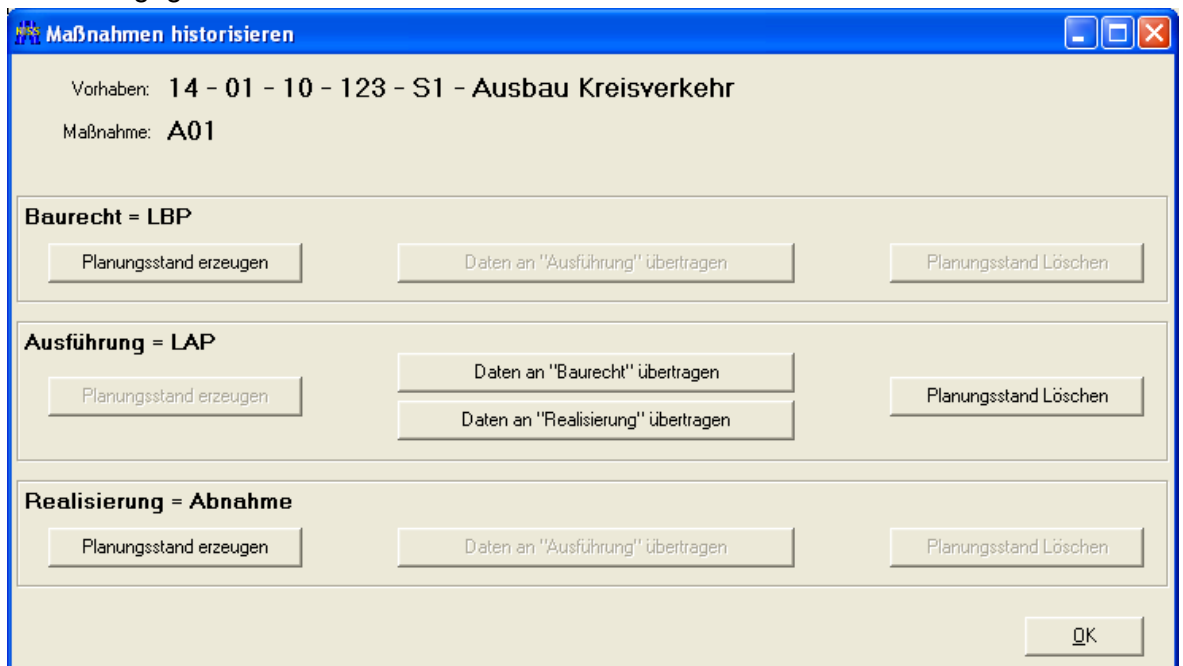 Maßnahmen historisieren
Vorhaben: 14 - 01 - 10 - 123 - S1 - Ausbau Kreisverkehr
Maßnahme: A01
Baurecht = LBP
Planungsstand erzeugen Daten an "Ausführung" übertragen Planungsstand Löschen
Ausführung = LAP
Daten an "Baurecht" übertragen
Planungsstand erzeugen Planungsstand Löschen
Daten an "Realisierung" übertragen
Realisierung = Abnahme
Planungsstand erzeugen Daten an "Ausführung" übertragen Planungsstand Löschen
OK